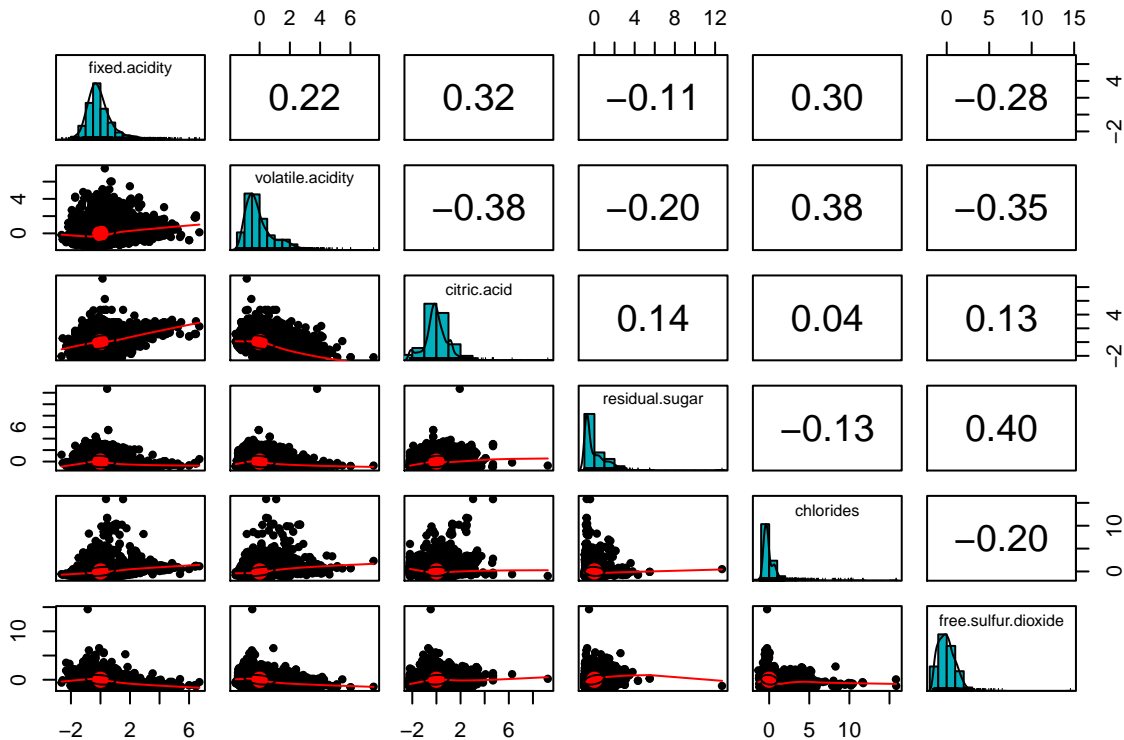 0 2 4 6
0 4 8 12
0 5 10 15
fixed.acidity
0.22
0.32
−0.11
0.30
−0.28
−2 4
0 4
volatile.acidity
−0.38
−0.20
0.38
−0.35
citric.acid
0.14
0.04
0.13
−2 4
0 6
residual.sugar
−0.13
0.40
chlorides
−0.20
0 10
0 10
free.sulfur.dioxide
−2 2 6
−2 2 6
0 5 10